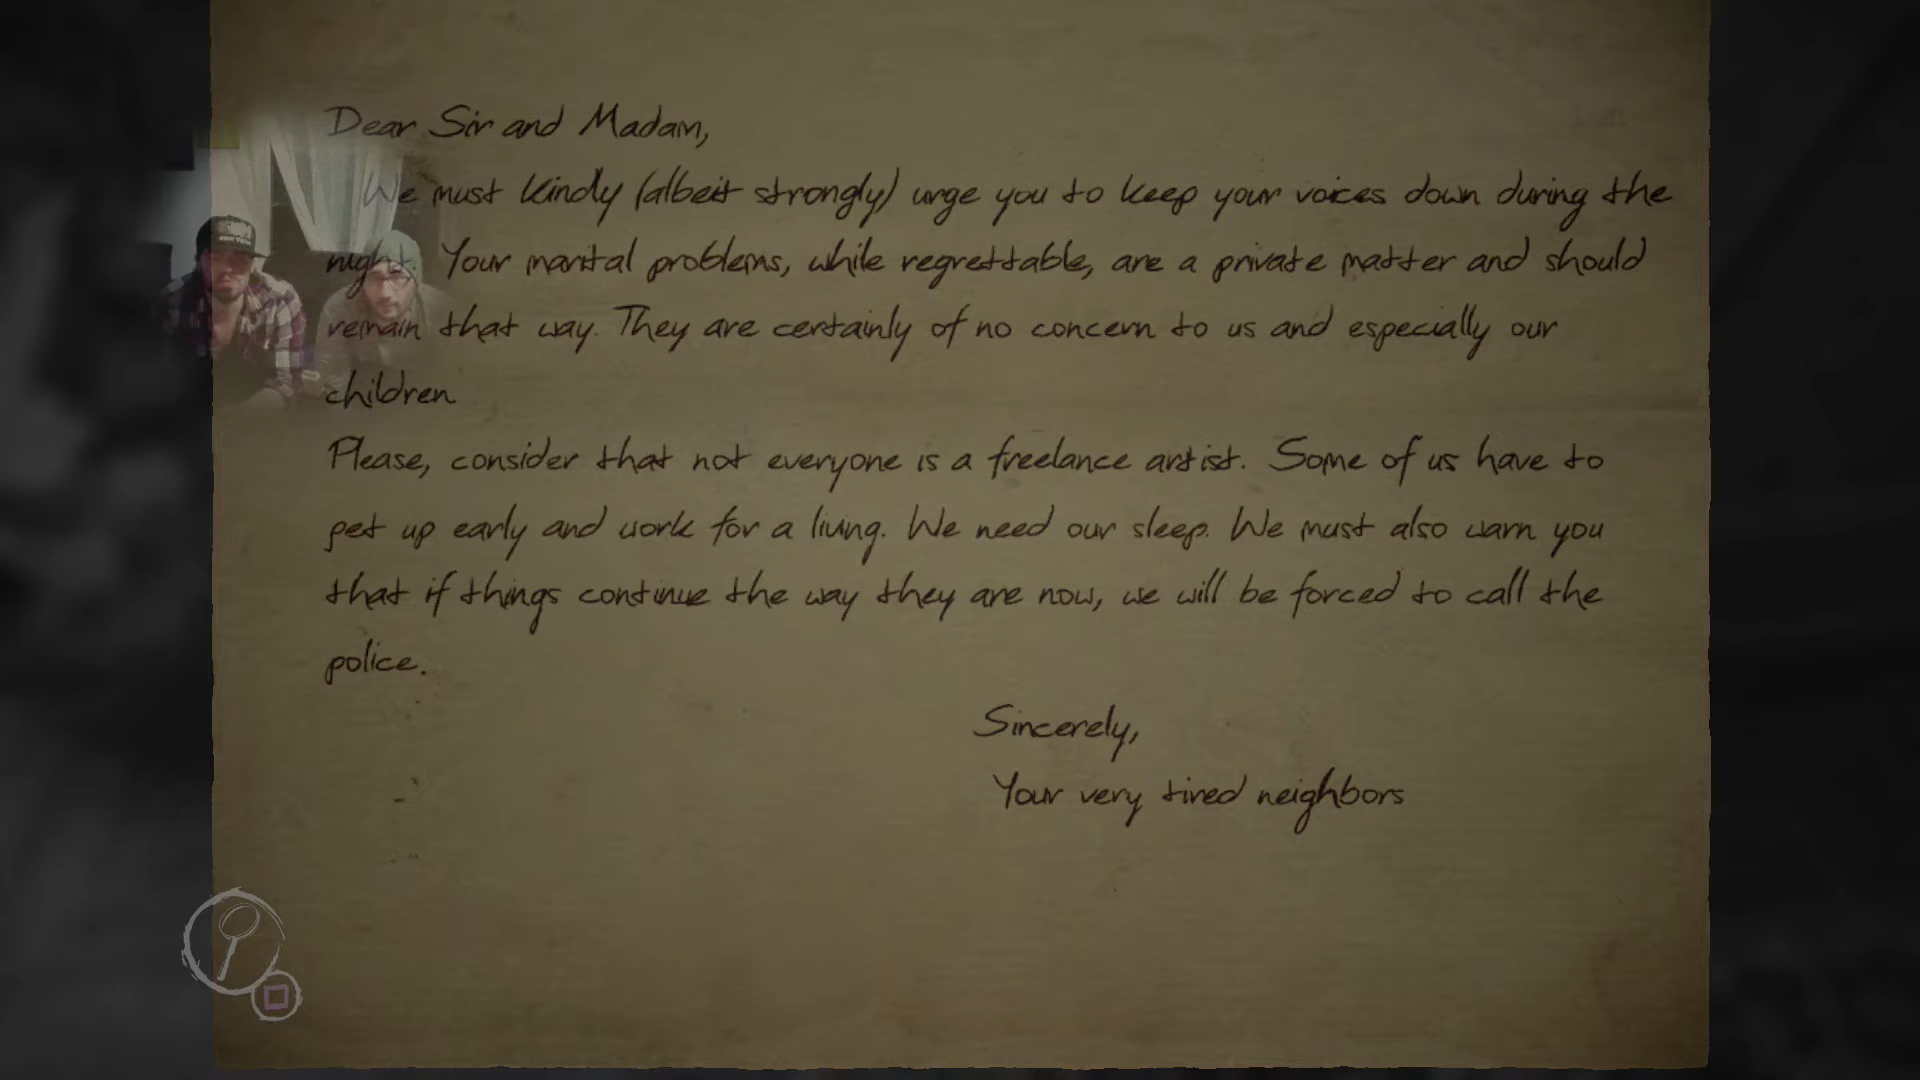 Dear Sir and Madam,
We must kindly (albeit strongly) urge you to keep your voices down during the
night. Your marital problems, while regrettable, are a private matter and should
remain that way. They are certainly of no concern to us and especially our
children.
Please, consider that not everyone is a freelance artist. Some of us have to
get up early and work for a living. We need our sleep. We must also warn you
that if things continue the way they are now, we will be forced to call the
police.
Sincerely,
Your very tired neighbors